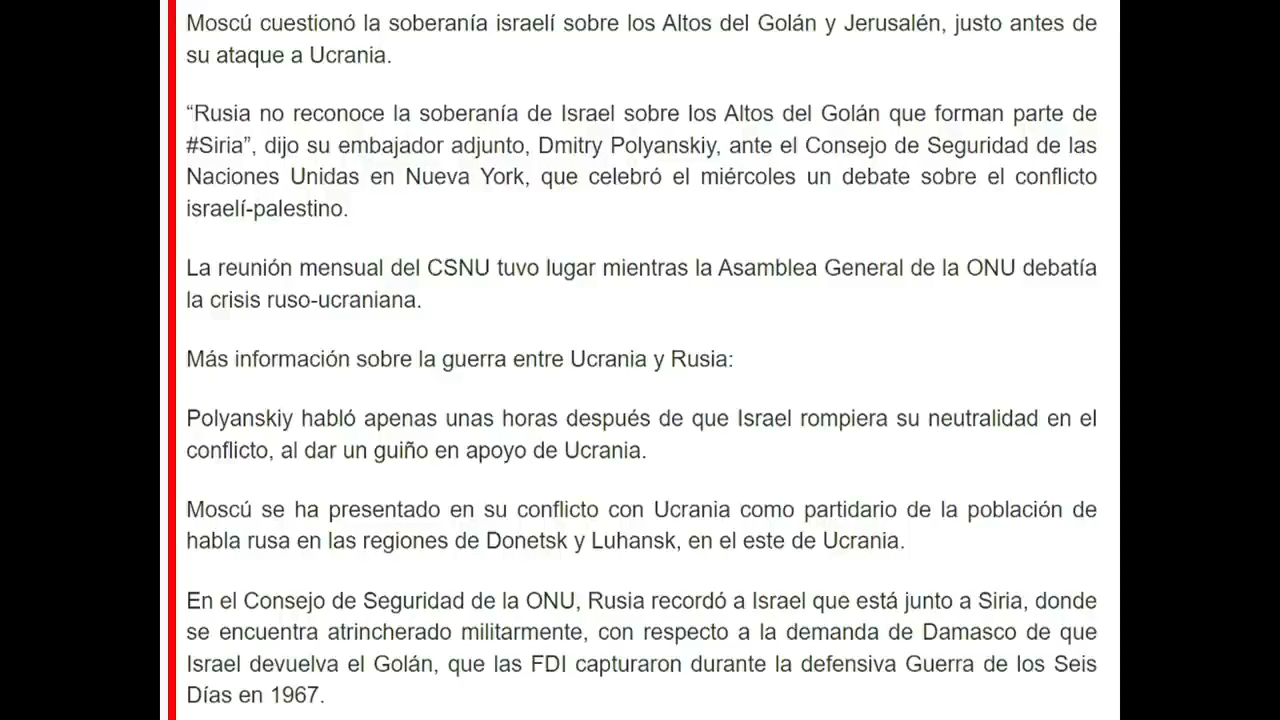 Moscú cuestionó la soberanía israelí sobre los Altos del Golán y Jerusalén, justo antes de
su ataque a Ucrania.
“Rusia no reconoce la soberanía de Israel sobre los Altos del Golán que forman parte de
#Siria”, dijo su embajador adjunto, Dmitry Polyanskiy, ante el Consejo de Seguridad de las
Naciones Unidas en Nueva York, que celebró el miércoles un debate sobre el conflicto
israelí-palestino.
La reunión mensual del CSNU tuvo lugar mientras la Asamblea General de la ONU debatía
la crisis ruso-ucraniana.
Más información sobre la guerra entre Ucrania y Rusia:
Polyanskiy habló apenas unas horas después de que Israel rompiera su neutralidad en el
conflicto, al dar un guiño en apoyo de Ucrania.
Moscú se ha presentado en su conflicto con Ucrania como partidario de la población de
habla rusa en las regiones de Donetsk y Luhansk, en el este de Ucrania.
En el Consejo de Seguridad de la ONU, Rusia recordó a Israel que está junto a Siria, donde
se encuentra atrincherado militarmente, con respecto a la demanda de Damasco de que
Israel devuelva el Golán, que las FDI capturaron durante la defensiva Guerra de los Seis
Días en 1967.